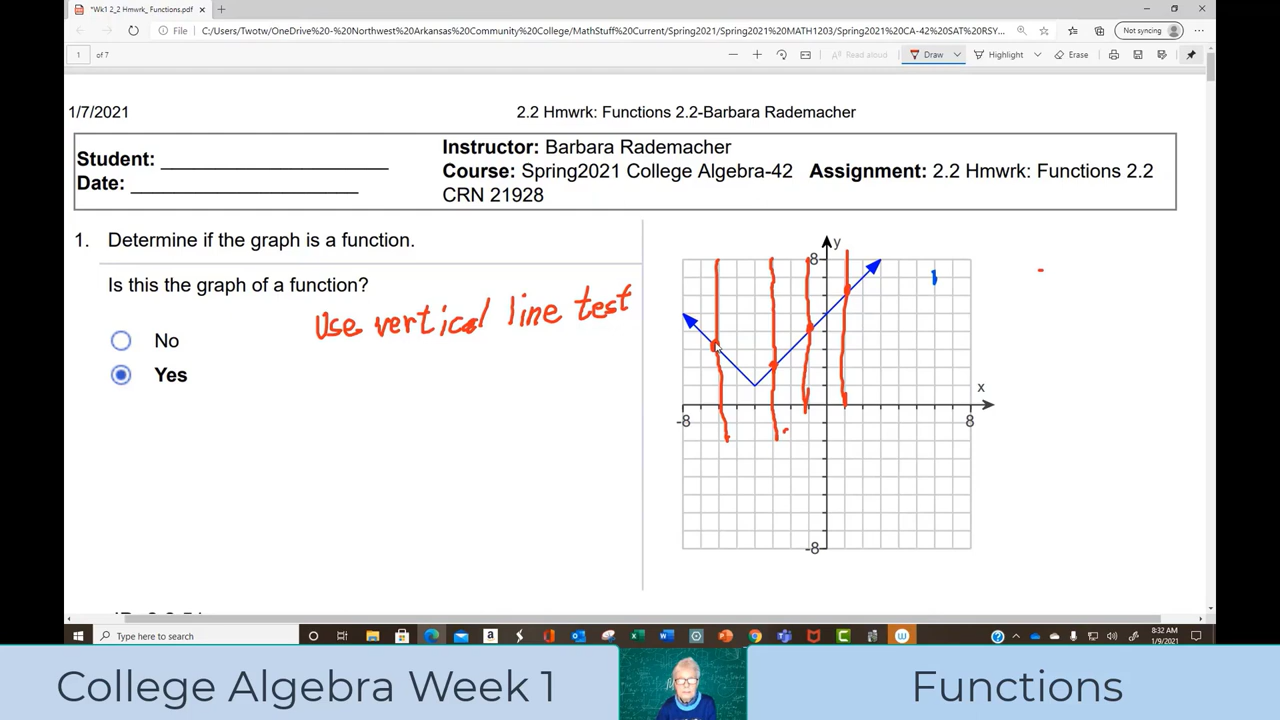 *Wk1 2_2 Hmwrk_ Functions.pdf
File C:/Users/Twotw/OneDrive%20-%20Northwest%20Arkansas%20Community%20College/MathStuff%20Current/Spring2021/Spring2021%20MATH1203/Spring2021%20CA-42%20SAT%20RSY... Not syncing
1 of 7 Read aloud Draw Highlight Erase
1/7/2021 2.2 Hmwrk: Functions 2.2-Barbara Rademacher
Student: Instructor: Barbara Rademacher
Date: Course: Spring2021 College Algebra-42 Assignment: 2.2 Hmwrk: Functions 2.2
CRN 21928
1. Determine if the graph is a function.
Is this the graph of a function?
Use vertical line test
No
Yes
y
8
x
-8
8
-8
Type here to search
8:32 AM
1/9/2021
College Algebra Week 1
Functions